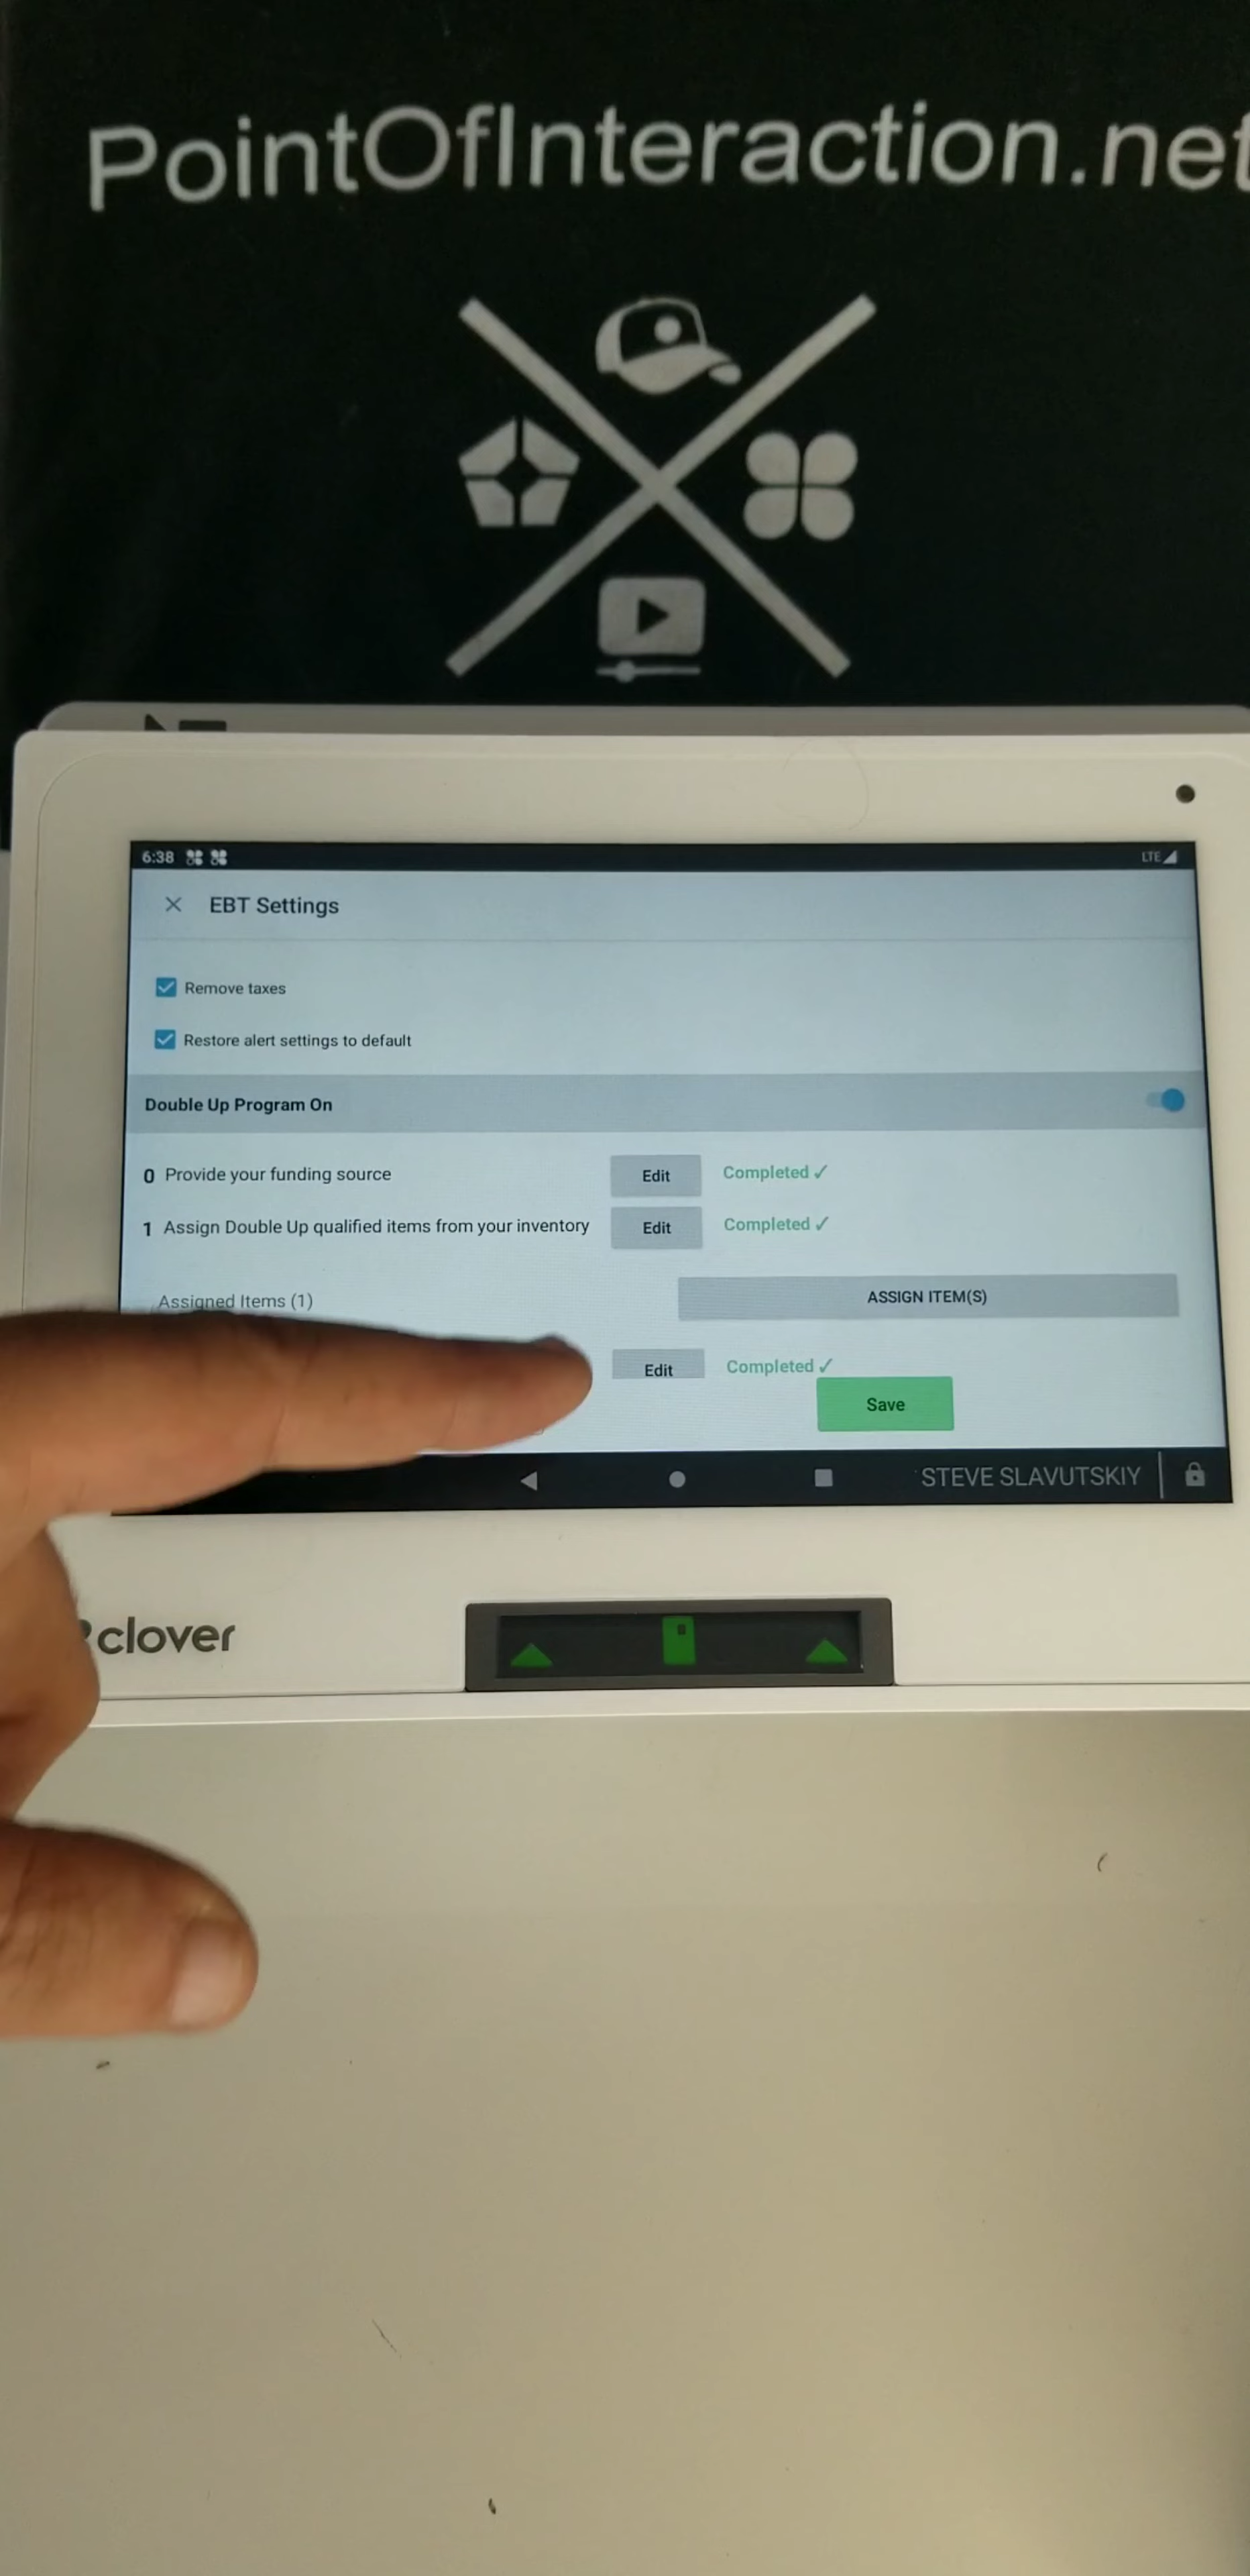 PointOfInteraction.net
6:38
LTE
EBT Settings
Remove taxes
Restore alert settings to default
Double Up Program On
0 Provide your funding source Edit Completed ✓
1 Assign Double Up qualified items from your inventory Edit Completed ✓
Assigned Items (1) ASSIGN ITEM(S)
Edit Completed ✓
Save
STEVE SLAVUTSKIY
clover